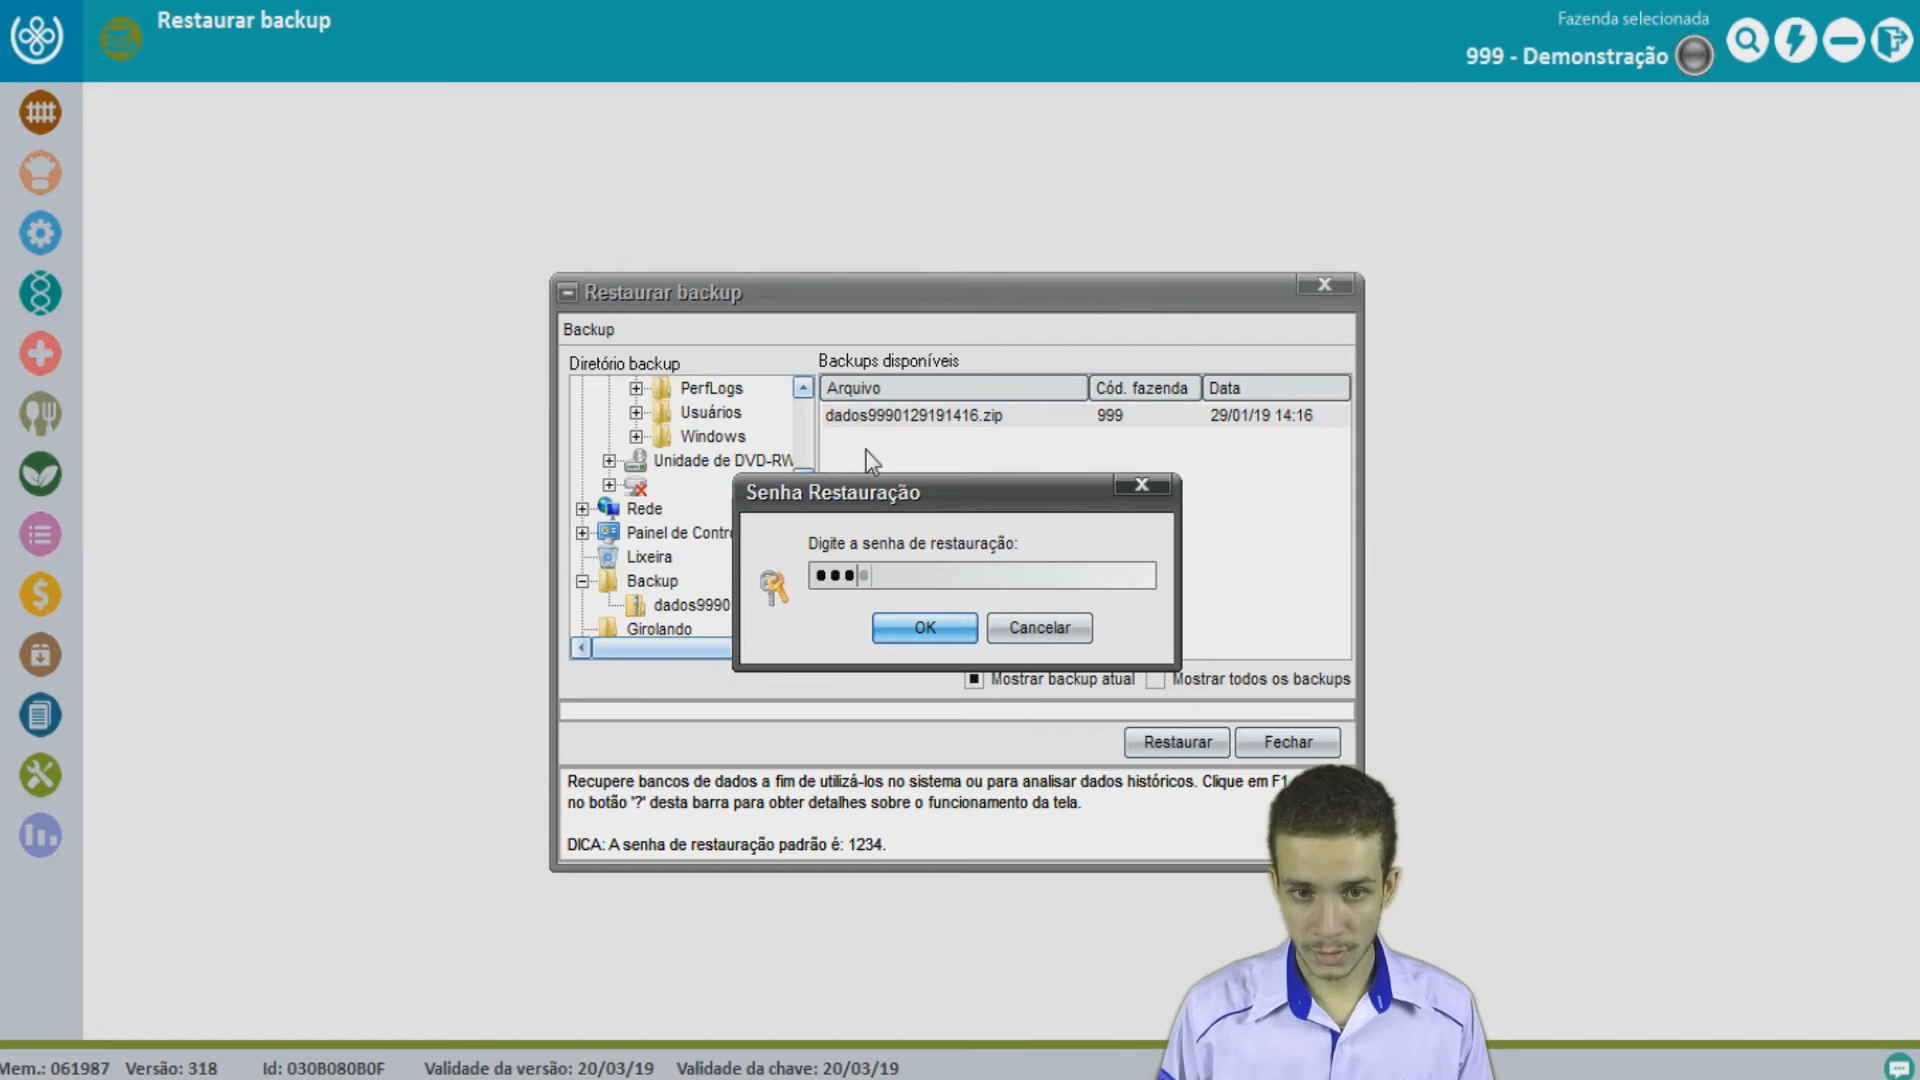 Restaurar backup
Fazenda selecionada
999 - Demonstração
Restaurar backup
Backup
Diretório backup
Backups disponíveis
PerfLogs
Usuários
Windows
Unidade de DVD-RW
Rede
Painel de Contr
Lixeira
Backup
dados9990
Girolando
Arquivo
Cód. fazenda
Data
dados9990129191416.zip
999
29/01/19 14:16
Senha Restauração
Digite a senha de restauração:
OK
Cancelar
Mostrar backup atual
Mostrar todos os backups
Restaurar
Fechar
Recupere bancos de dados a fim de utilizá-los no sistema ou para analisar dados históricos. Clique em F1
no botão '?' desta barra para obter detalhes sobre o funcionamento da tela.
DICA: A senha de restauração padrão é: 1234.
Mem.: 061987
Versão: 318
Id: 030B080B0F
Validade da versão: 20/03/19
Validade da chave: 20/03/19